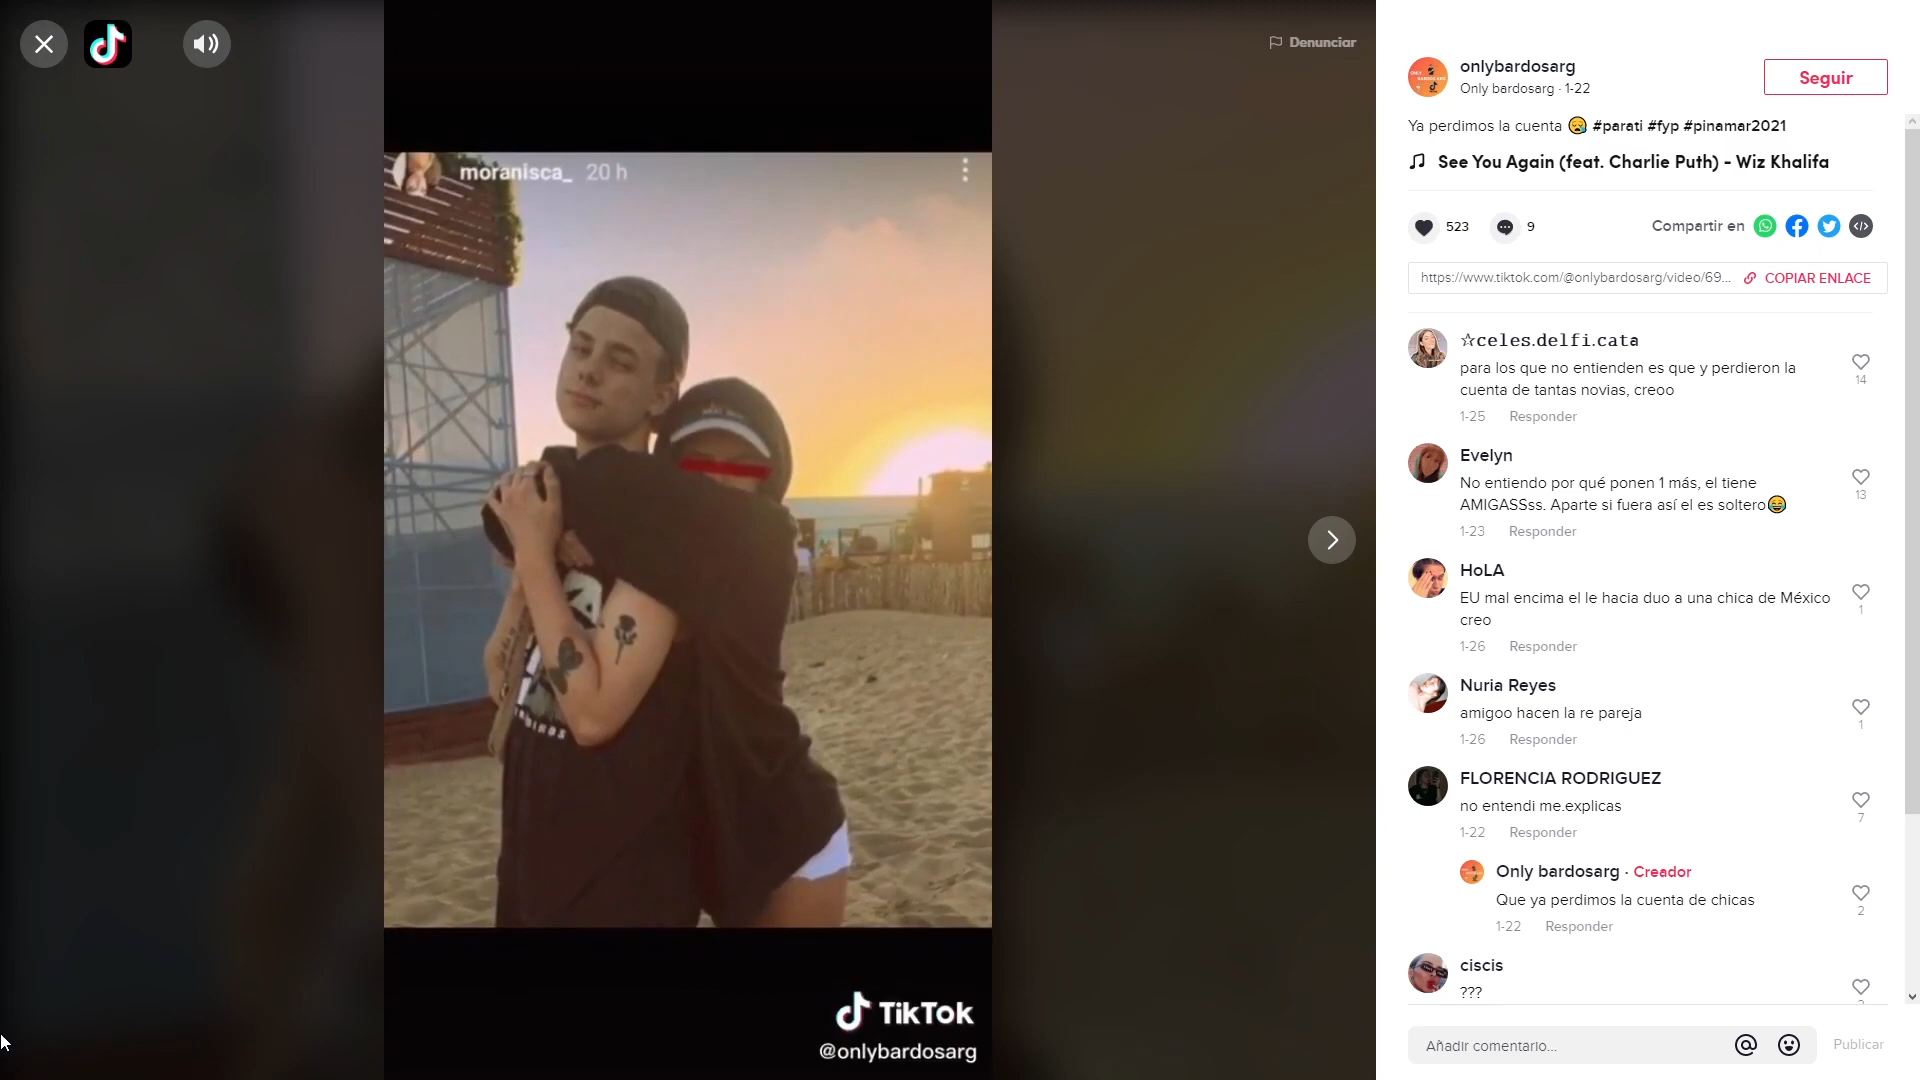 Denunciar
moranisca_ 20 h
TikTok
@onlybardosarg
onlybardosarg
Only bardosarg · 1-22
Seguir
Ya perdimos la cuenta 😪 #parati #fyp #pinamar2021
See You Again (feat. Charlie Puth) - Wiz Khalifa
523
9
Compartir en
https://www.tiktok.com/@onlybardosarg/video/69...
COPIAR ENLACE
☆celes.delfi.cata
para los que no entienden es que y perdieron la
cuenta de tantas novias, creoo
14
1-25 Responder
Evelyn
No entiendo por qué ponen 1 más, el tiene
AMIGASSss. Aparte si fuera así el es soltero😂
13
1-23 Responder
HoLA
EU mal encima el le hacia duo a una chica de México
creo
1
1-26 Responder
Nuria Reyes
amigoo hacen la re pareja
1
1-26 Responder
FLORENCIA RODRIGUEZ
no entendi me.explicas
7
1-22 Responder
Only bardosarg · Creador
Que ya perdimos la cuenta de chicas
2
1-22 Responder
ciscis
???
Añadir comentario...
Publicar